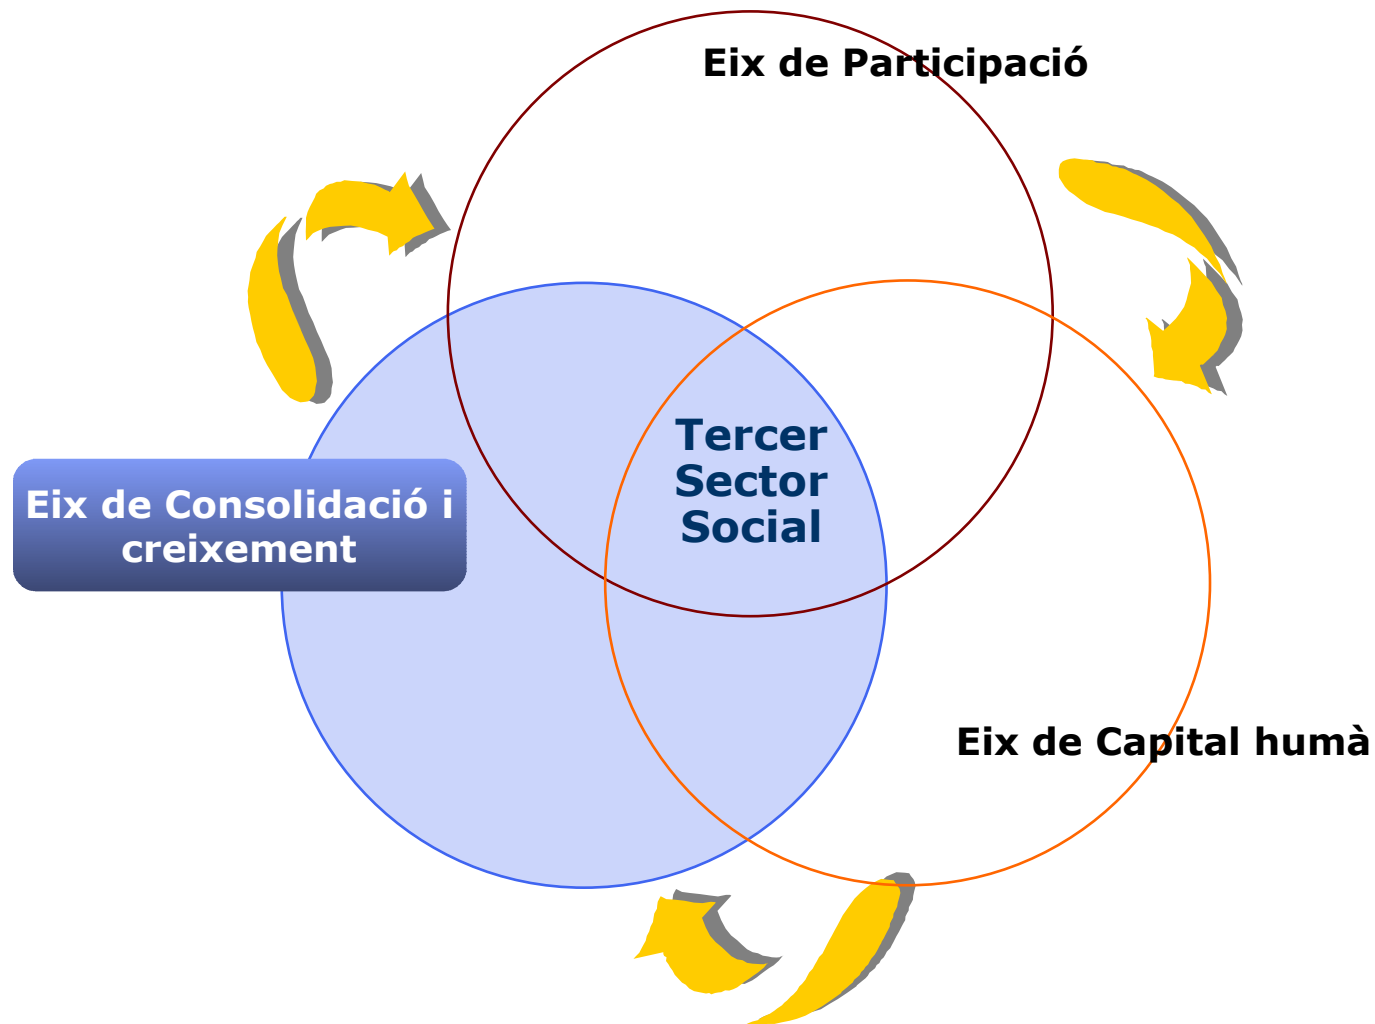 Eix de Participació
Tercer
Sector
Social
Eix de Consolidació i
creixement
Eix de Capital humà